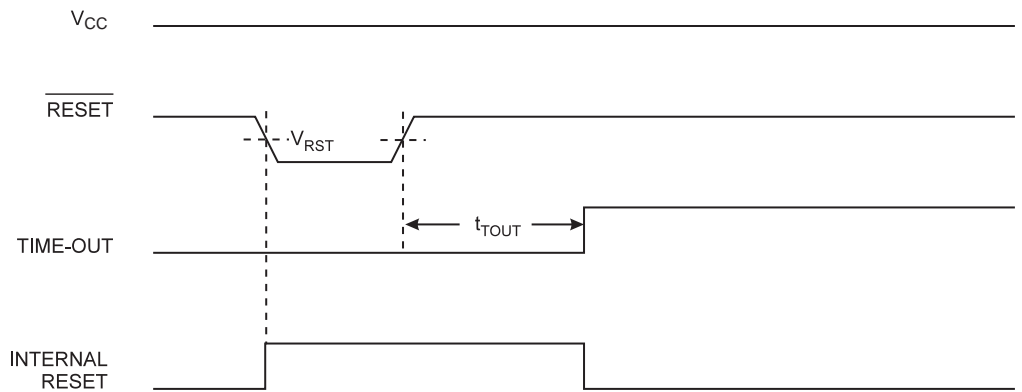 VCC
RESET
VRST
tTOUT
TIME-OUT
INTERNAL
RESET